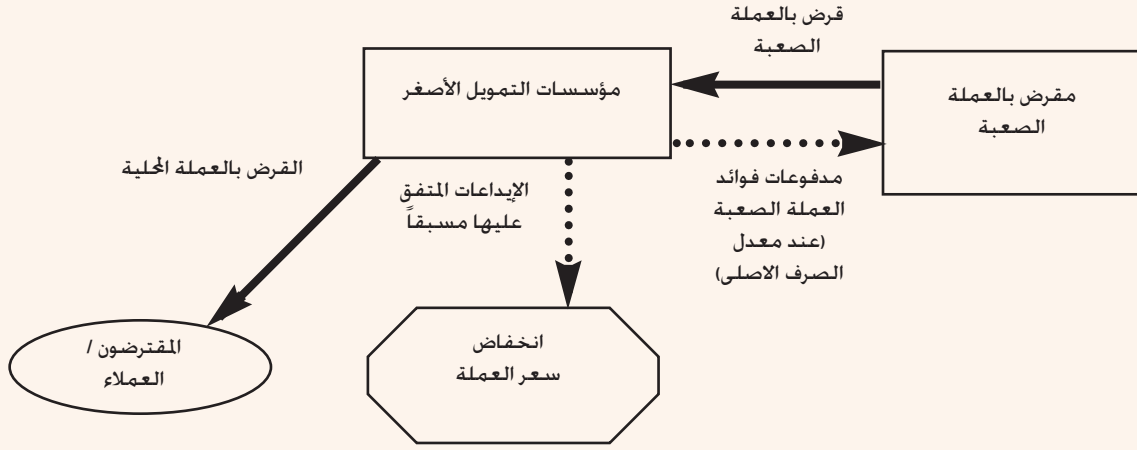 قرض بالعملة
الصعبة
مقرض بالعملة
الصعبة
مؤسسات التمويل الأصغر
مدفوعات فوائد
العملة الصعبة
(عند معدل
الصرف الاصلى)
الإيداعات المتفق
عليها مسبقاً
القرض بالعملة المحلية
انخفاض
سعر العملة
المقترضون /
العملاء